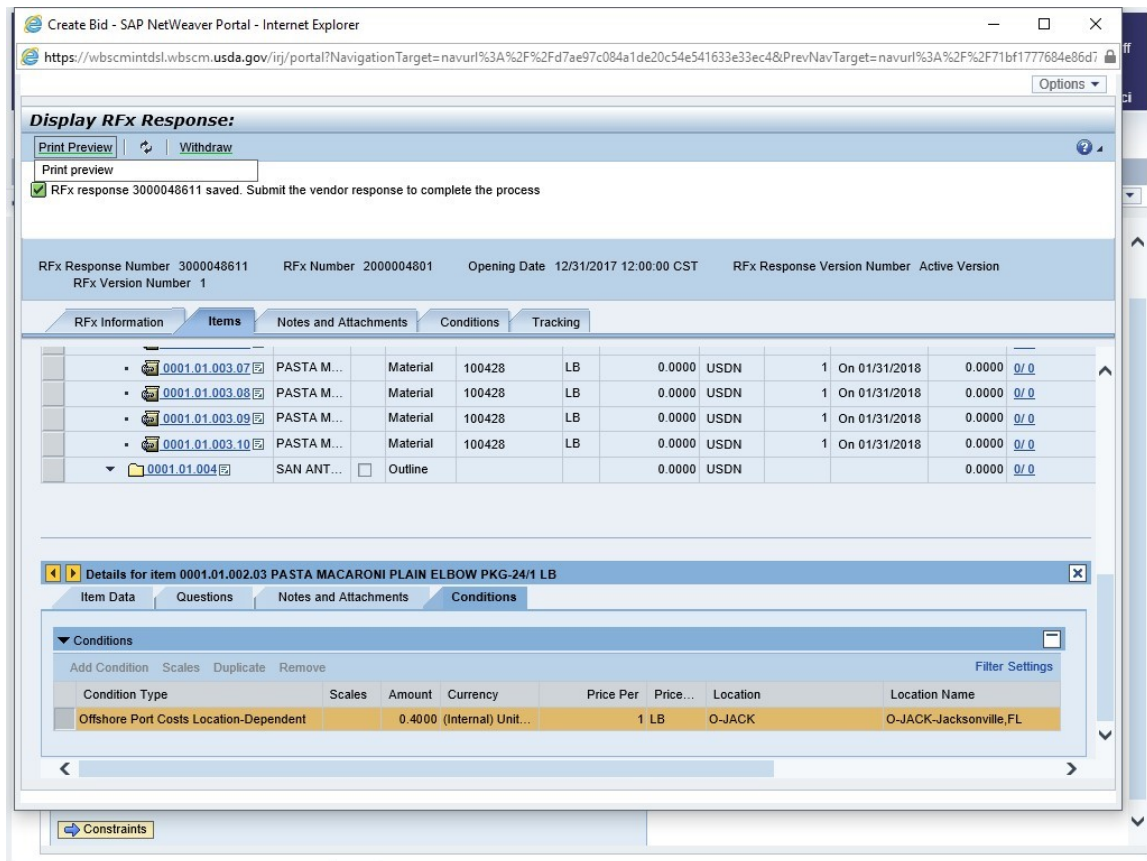 Create Bid - SAP NetWeaver Portal - Internet Explorer
https://wbscmintdsl.wbscm.usda.gov/irj/portal?NavigationTarget=navurl%3A%2F%2Fd7ae97c084a1de20c54e541633e33ec4&PrevNavTarget=navurl%3A%2F%2F71bf1777684e86d7
ff
Options
ci
Display RFx Response:
Print Preview Withdraw
Print preview
RFx response 3000048611 saved. Submit the vendor response to complete the process
RFx Response Number 3000048611 RFx Number 2000004801 Opening Date 12/31/2017 12:00:00 CST RFx Response Version Number Active Version
RFx Version Number 1
RFx Information Items Notes and Attachments Conditions Tracking
0001.01.003.07 PASTA M... Material 100428 LB 0.0000 USDN 1 On 01/31/2018 0.0000 0/ 0
0001.01.003.08 PASTA M... Material 100428 LB 0.0000 USDN 1 On 01/31/2018 0.0000 0/ 0
0001.01.003.09 PASTA M... Material 100428 LB 0.0000 USDN 1 On 01/31/2018 0.0000 0/ 0
0001.01.003.10 PASTA M... Material 100428 LB 0.0000 USDN 1 On 01/31/2018 0.0000 0/ 0
0001.01.004 SAN ANT... Outline 0.0000 USDN 0.0000 0/ 0
Details for item 0001.01.002.03 PASTA MACARONI PLAIN ELBOW PKG-24/1 LB
Item Data Questions Notes and Attachments Conditions
Conditions
Add Condition Scales Duplicate Remove Filter Settings
Condition Type Scales Amount Currency Price Per Price... Location Location Name
Offshore Port Costs Location-Dependent 0.4000 (Internal) Unit... 1 LB O-JACK O-JACK-Jacksonville,FL
Constraints